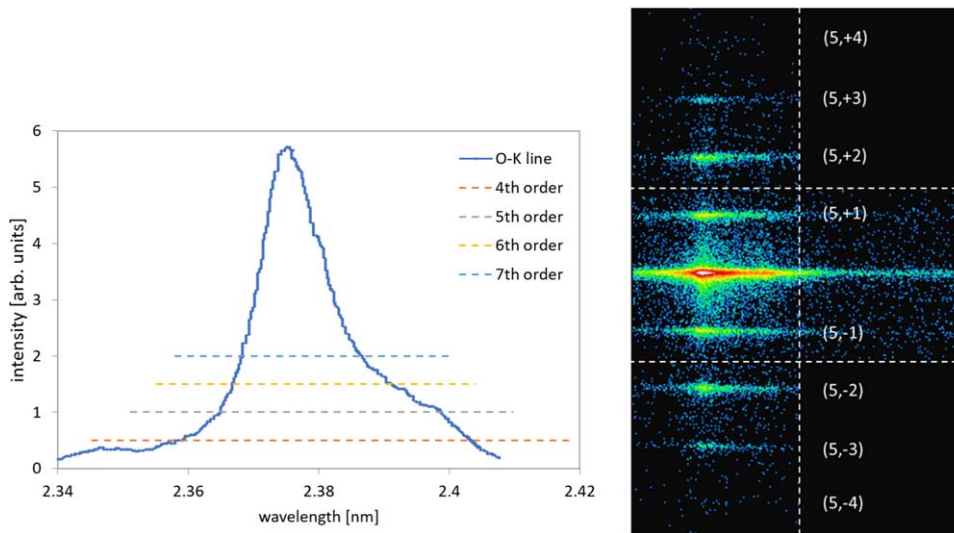 6
5
4
3
2
1
0
intensity [arb. units]
O-K line
4th order
5th order
6th order
7th order
2.34
2.36
2.38
2.4
2.42
wavelength [nm]
(5,+4)
(5,+3)
(5,+2)
(5,+1)
(5,-1)
(5,-2)
(5,-3)
(5,-4)